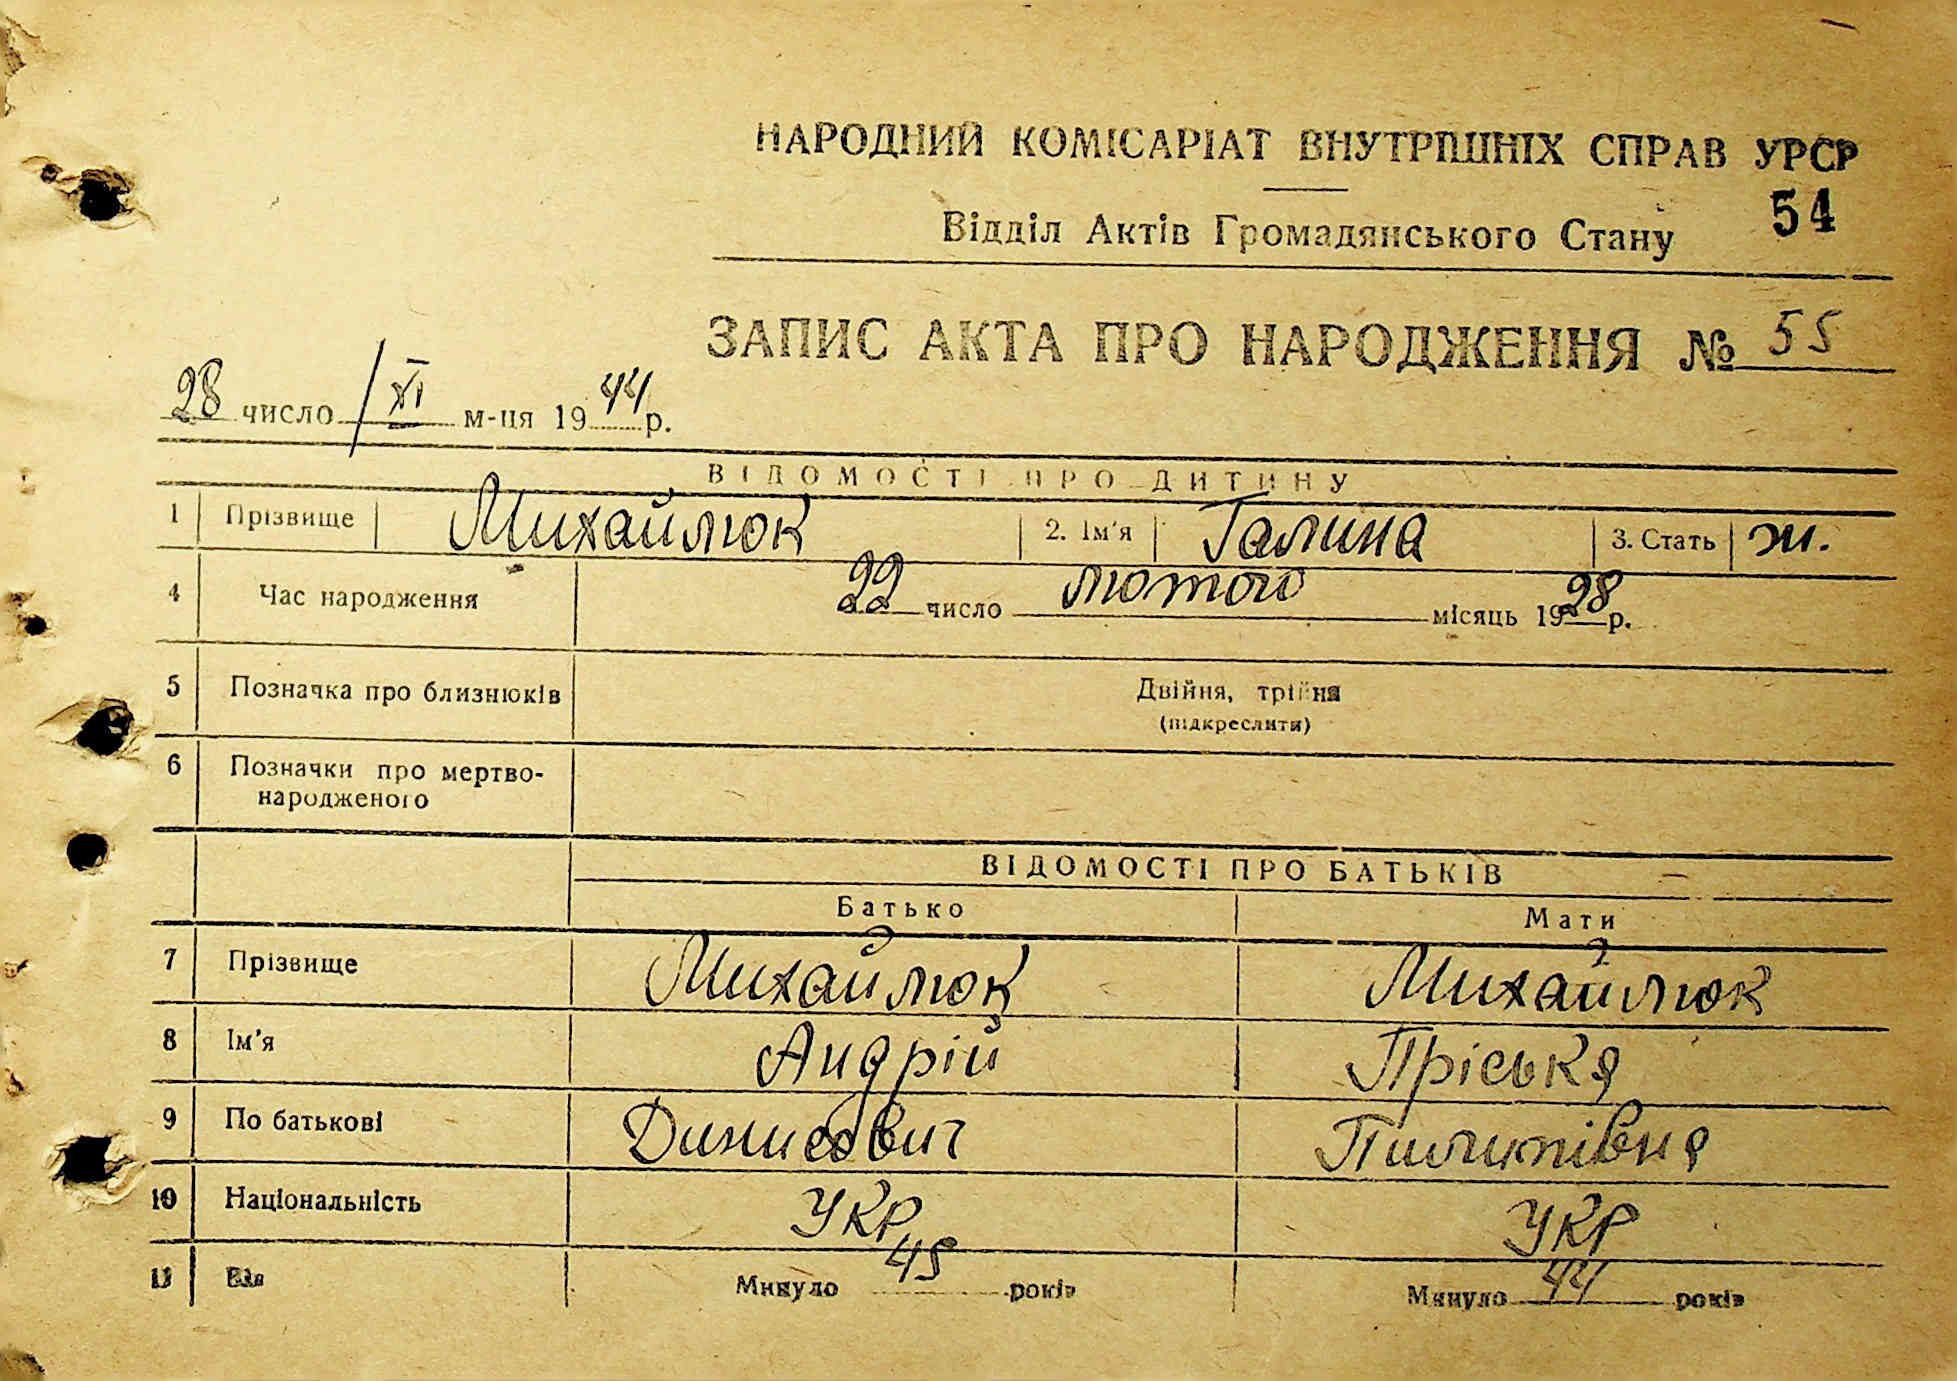 НАРОДНИЙ КОМІСАРІАТ ВНУТРІШНІХ СПРАВ УРСР
54
Відділ Актів Громадянського Стану
ЗАПИС АКТА ПРО НАРОДЖЕННЯ № 55
28 число XI м-ця 1944 р.
ВІДОМОСТІ ПРО ДИТИНУ
1 Прізвище Михайлюк 2. Ім'я Галина 3. Стать ж.
4 Час народження 22 число лютого місяць 1928 р.
5 Позначка про близнюків Двійня, трійня
(підкреслити)
6 Позначки про мертво-
народженого
ВІДОМОСТІ ПРО БАТЬКІВ
Батько Мати
7 Прізвище Михайлюк Михайлюк
8 Ім'я Андрій Пріська
9 По батькові Динисович Пилипівна
10 Національність УКР УКР
11 Вік Минуло 45 років Минуло 44 років